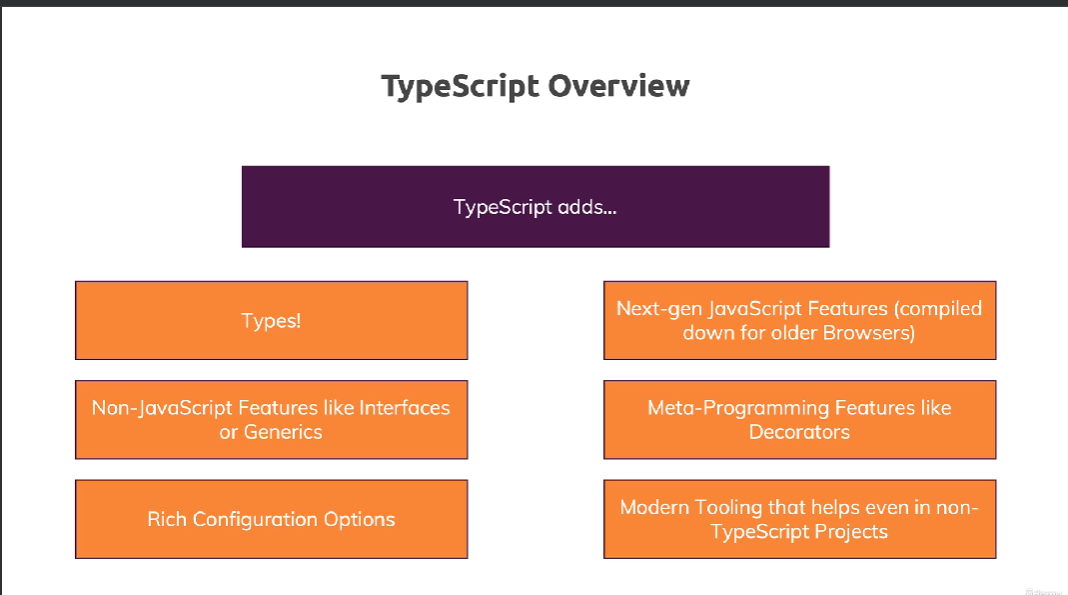 TypeScript Overview
TypeScript adds...
Types!
Next-gen JavaScript Features (compiled
down for older Browsers)
Non-JavaScript Features like Interfaces
or Generics
Meta-Programming Features like
Decorators
Rich Configuration Options
Modern Tooling that helps even in non-
TypeScript Projects